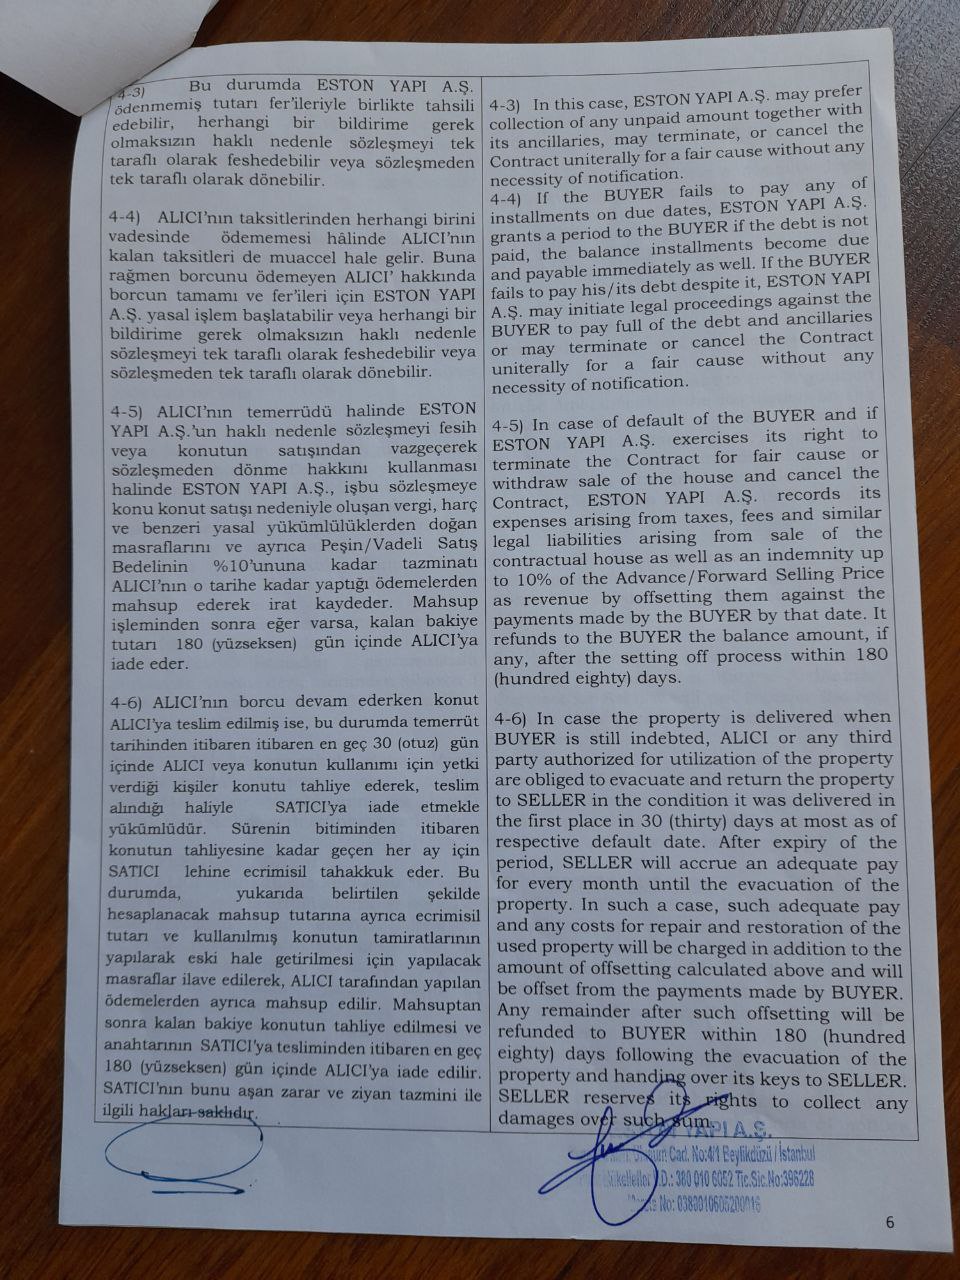 4-3) Bu durumda ESTON YAPI A.Ş.
ödenmemiş tutarı fer'ileriyle birlikte tahsili
edebilir, herhangi bir bildirime gerek
olmaksızın haklı nedenle sözleşmeyi tek
taraflı olarak feshedebilir veya sözleşmeden
tek taraflı olarak dönebilir.
4-4) ALICI'nın taksitlerinden herhangi birini
vadesinde ödememesi hâlinde ALICI'nın
kalan taksitleri de muaccel hale gelir. Buna
rağmen borcunu ödemeyen ALICI' hakkında
borcun tamamı ve fer'ileri için ESTON YAPI
A.Ş. yasal işlem başlatabilir veya herhangi bir
bildirime gerek olmaksızın haklı nedenle
sözleşmeyi tek taraflı olarak feshedebilir veya
sözleşmeden tek taraflı olarak dönebilir.
4-5) ALICI'nın temerrüdü halinde ESTON
YAPI A.Ş.'un haklı nedenle sözleşmeyi fesih
veya konutun satışından vazgeçerek
sözleşmeden dönme hakkını kullanması
halinde ESTON YAPI A.Ş., işbu sözleşmeye
konu konut satışı nedeniyle oluşan vergi, harç
ve benzeri yasal yükümlülüklerden doğan
masraflarını ve ayrıca Peşin/Vadeli Satış
Bedelinin %10'ununa kadar tazminatı
ALICI'nın o tarihe kadar yaptığı ödemelerden
mahsup ederek irat kaydeder. Mahsup
işleminden sonra eğer varsa, kalan bakiye
tutarı 180 (yüzseksen) gün içinde ALICI'ya
iade eder.
4-6) ALICI'nın borcu devam ederken konut
ALICI'ya teslim edilmiş ise, bu durumda temerrüt
tarihinden itibaren itibaren en geç 30 (otuz) gün
içinde ALICI veya konutun kullanımı için yetki
verdiği kişiler konutu tahliye ederek, teslim
alındığı haliyle SATICI'ya iade etmekle
yükümlüdür. Sürenin bitiminden itibaren
konutun tahliyesine kadar geçen her ay için
SATICI lehine ecrimisil tahakkuk eder. Bu
durumda, yukarıda belirtilen şekilde
hesaplanacak mahsup tutarına ayrıca ecrimisil
tutarı ve kullanılmış konutun tamiratlarının
yapılarak eski hale getirilmesi için yapılacak
masraflar ilave edilerek, ALICI tarafından yapılan
ödemelerden ayrıca mahsup edilir. Mahsuptan
sonra kalan bakiye konutun tahliye edilmesi ve
anahtarının SATICI'ya tesliminden itibaren en geç
180 (yüzseksen) gün içinde ALICI'ya iade edilir.
SATICI'nın bunu aşan zarar ve ziyan tazmini ile
ilgili hakları saklıdır.
4-3) In this case, ESTON YAPI A.Ş. may prefer
collection of any unpaid amount together with
its ancillaries, may terminate, or cancel the
Contract uniterally for a fair cause without any
necessity of notification.
4-4) If the BUYER fails to pay any of
installments on due dates, ESTON YAPI A.Ş.
grants a period to the BUYER if the debt is not
paid, the balance installments become due
and payable immediately as well. If the BUYER
fails to pay his/its debt despite it, ESTON YAPI
A.Ş. may initiate legal proceedings against the
BUYER to pay full of the debt and ancillaries
or may terminate or cancel the Contract
uniterally for a fair cause without any
necessity of notification.
4-5) In case of default of the BUYER and if
ESTON YAPI A.Ş. exercises its right to
terminate the Contract for fair cause or
withdraw sale of the house and cancel the
Contract, ESTON YAPI A.Ş. records its
expenses arising from taxes, fees and similar
legal liabilities arising from sale of the
contractual house as well as an indemnity up
to 10% of the Advance/Forward Selling Price
as revenue by offsetting them against the
payments made by the BUYER by that date. It
refunds to the BUYER the balance amount, if
any, after the setting off process within 180
(hundred eighty) days.
4-6) In case the property is delivered when
BUYER is still indebted, ALICI or any third
party authorized for utilization of the property
are obliged to evacuate and return the property
to SELLER in the condition it was delivered in
the first place in 30 (thirty) days at most as of
respective default date. After expiry of the
period, SELLER will accrue an adequate pay
for every month until the evacuation of the
property. In such a case, such adequate pay
and any costs for repair and restoration of the
used property will be charged in addition to the
amount of offsetting calculated above and will
be offset from the payments made by BUYER.
Any remainder after such offsetting will be
refunded to BUYER within 180 (hundred
eighty) days following the evacuation of the
property and handing over its keys to SELLER.
SELLER reserves its rights to collect any
damages over such sum.
YAPI A.Ş.
Cad. No:4/1 Beylikdüzü / İstanbul
V.D.: 380 010 6052 Tic.Sic.No:396228
No: 0380010605200016
6